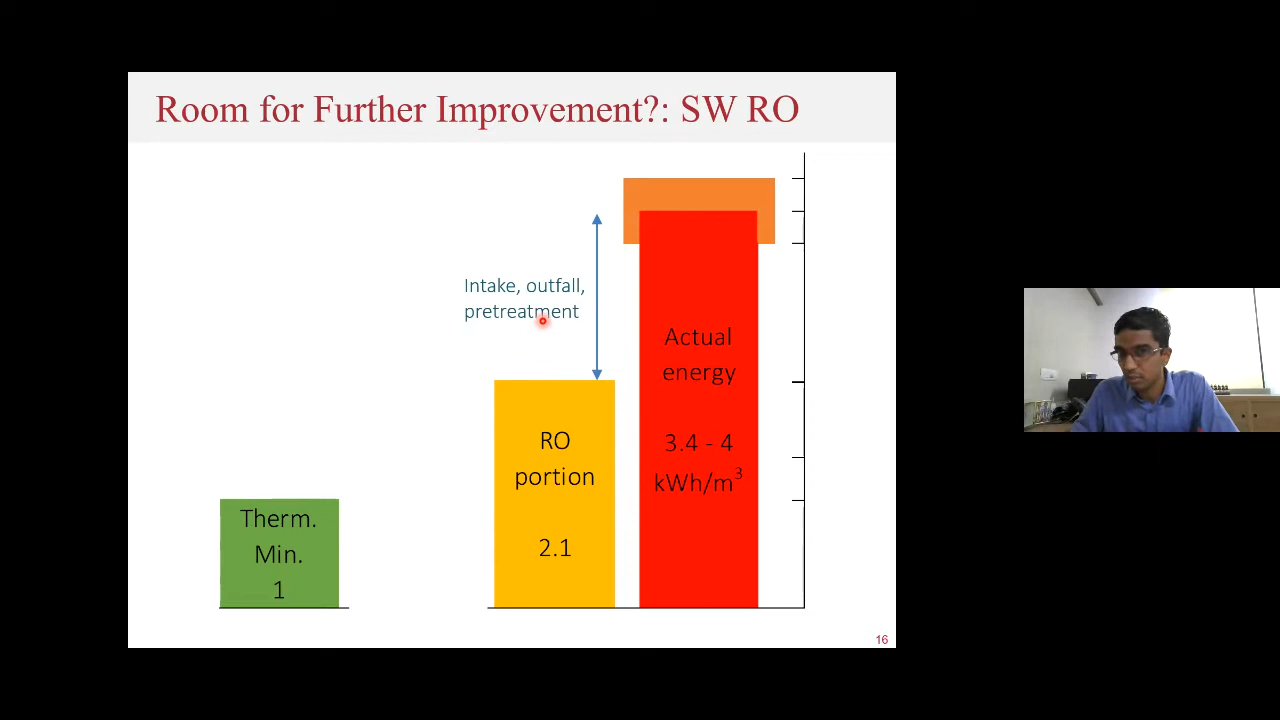 Room for Further Improvement?: SW RO
Intake, outfall,
pretreatment
Actual
energy
3.4 - 4
kWh/m³
RO
portion
2.1
Therm.
Min.
1
16